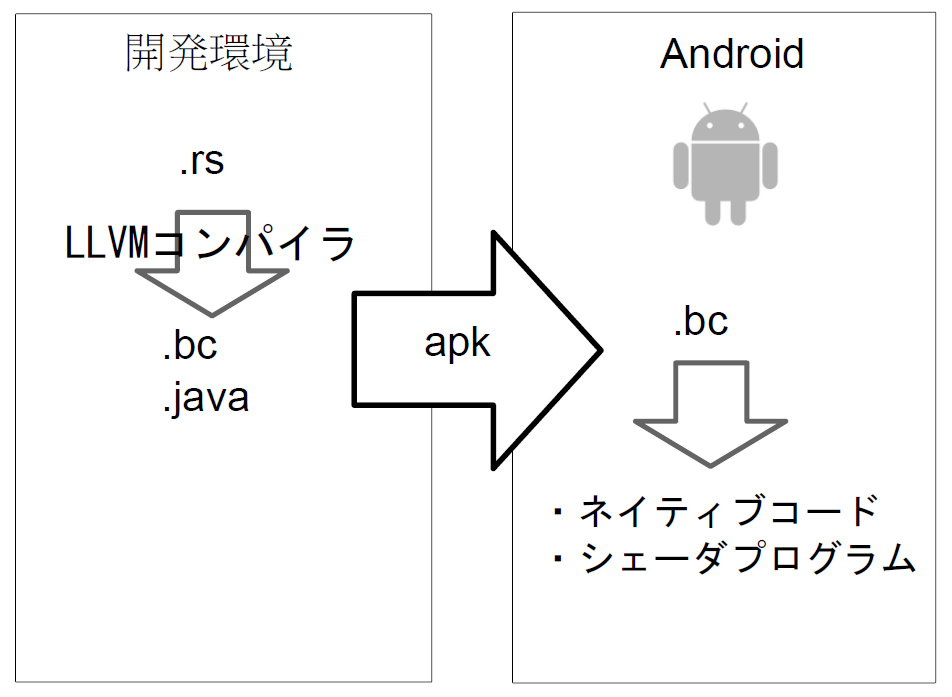 開発環境
.rs
LLVMコンパイラ
.bc
.java
apk
Android
.bc
・ネイティブコード
・シェーダプログラム